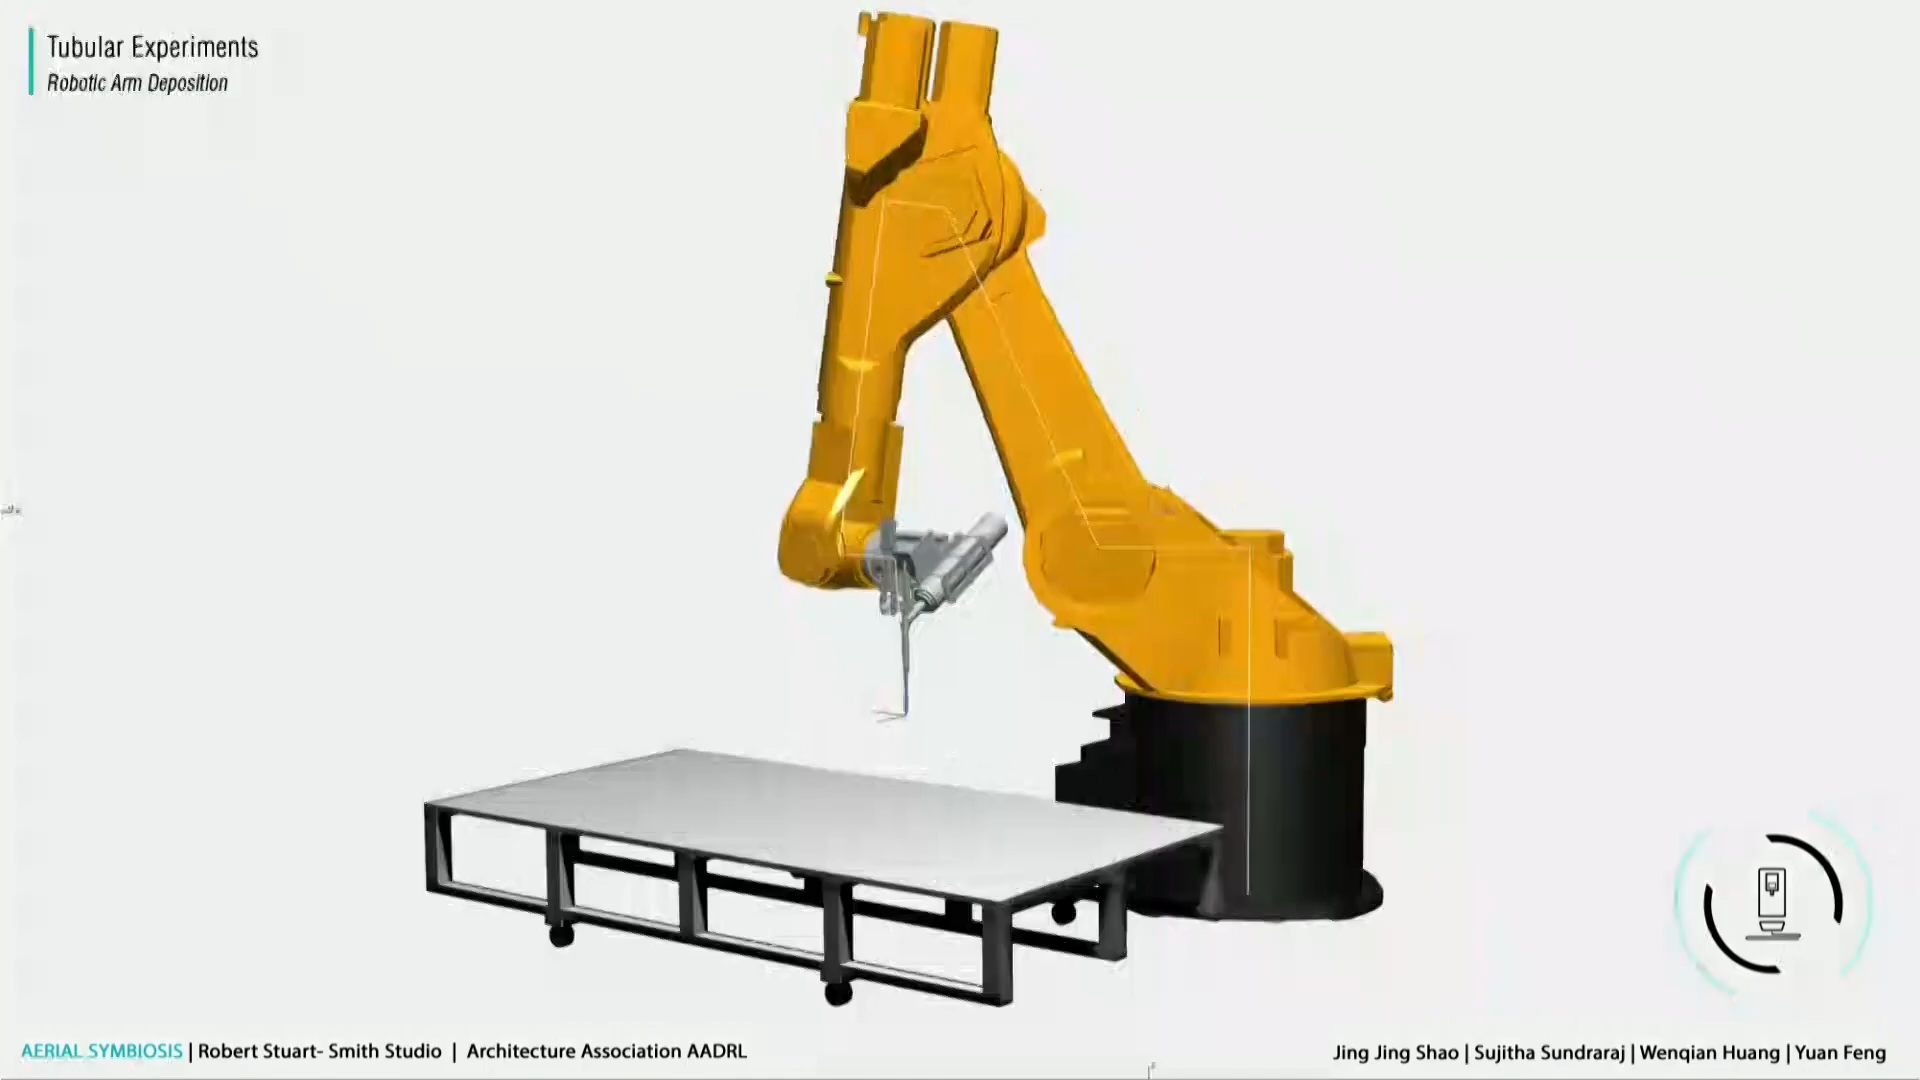 Tubular Experiments
Robotic Arm Deposition
AERIAL SYMBIOSIS | Robert Stuart- Smith Studio | Architecture Association AADRL
Jing Jing Shao | Sujitha Sundraraj | Wenqian Huang | Yuan Feng